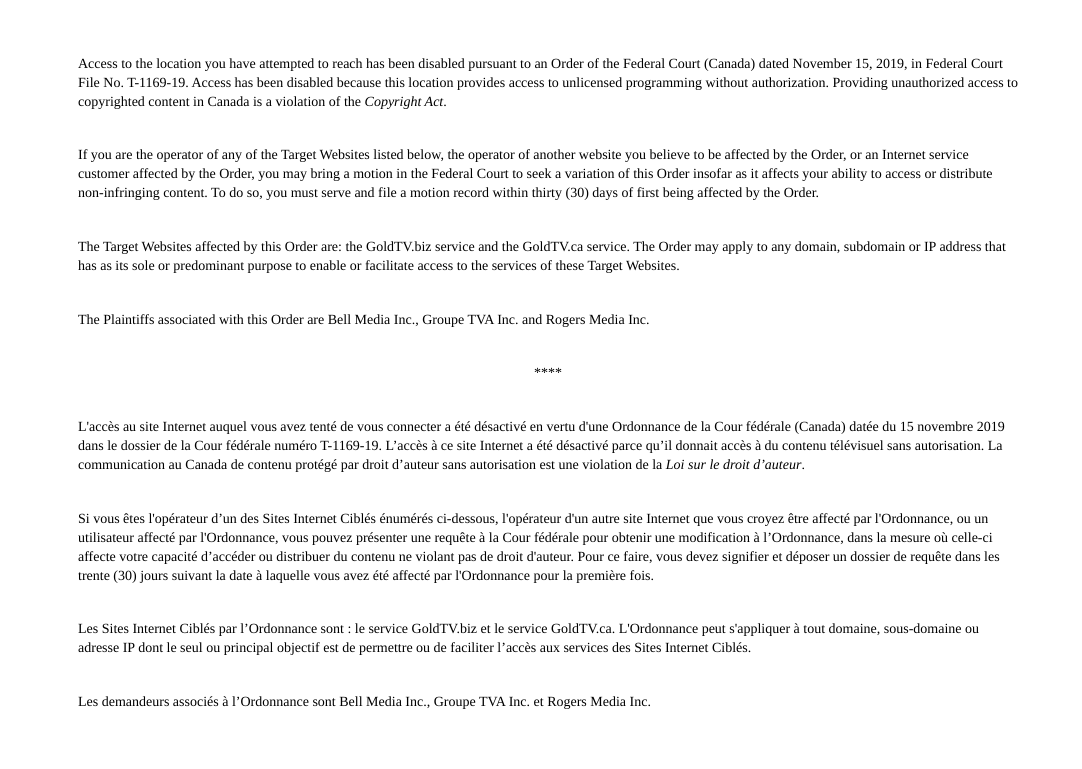 Access to the location you have attempted to reach has been disabled pursuant to an Order of the Federal Court (Canada) dated November 15, 2019, in Federal Court
File No. T-1169-19. Access has been disabled because this location provides access to unlicensed programming without authorization. Providing unauthorized access to
copyrighted content in Canada is a violation of the Copyright Act.
If you are the operator of any of the Target Websites listed below, the operator of another website you believe to be affected by the Order, or an Internet service
customer affected by the Order, you may bring a motion in the Federal Court to seek a variation of this Order insofar as it affects your ability to access or distribute
non-infringing content. To do so, you must serve and file a motion record within thirty (30) days of first being affected by the Order.
The Target Websites affected by this Order are: the GoldTV.biz service and the GoldTV.ca service. The Order may apply to any domain, subdomain or IP address that
has as its sole or predominant purpose to enable or facilitate access to the services of these Target Websites.
The Plaintiffs associated with this Order are Bell Media Inc., Groupe TVA Inc. and Rogers Media Inc.
****
L'accès au site Internet auquel vous avez tenté de vous connecter a été désactivé en vertu d'une Ordonnance de la Cour fédérale (Canada) datée du 15 novembre 2019
dans le dossier de la Cour fédérale numéro T-1169-19. L’accès à ce site Internet a été désactivé parce qu’il donnait accès à du contenu télévisuel sans autorisation. La
communication au Canada de contenu protégé par droit d’auteur sans autorisation est une violation de la Loi sur le droit d’auteur.
Si vous êtes l'opérateur d’un des Sites Internet Ciblés énumérés ci-dessous, l'opérateur d'un autre site Internet que vous croyez être affecté par l'Ordonnance, ou un
utilisateur affecté par l'Ordonnance, vous pouvez présenter une requête à la Cour fédérale pour obtenir une modification à l’Ordonnance, dans la mesure où celle-ci
affecte votre capacité d’accéder ou distribuer du contenu ne violant pas de droit d'auteur. Pour ce faire, vous devez signifier et déposer un dossier de requête dans les
trente (30) jours suivant la date à laquelle vous avez été affecté par l'Ordonnance pour la première fois.
Les Sites Internet Ciblés par l’Ordonnance sont : le service GoldTV.biz et le service GoldTV.ca. L'Ordonnance peut s'appliquer à tout domaine, sous-domaine ou
adresse IP dont le seul ou principal objectif est de permettre ou de faciliter l’accès aux services des Sites Internet Ciblés.
Les demandeurs associés à l’Ordonnance sont Bell Media Inc., Groupe TVA Inc. et Rogers Media Inc.